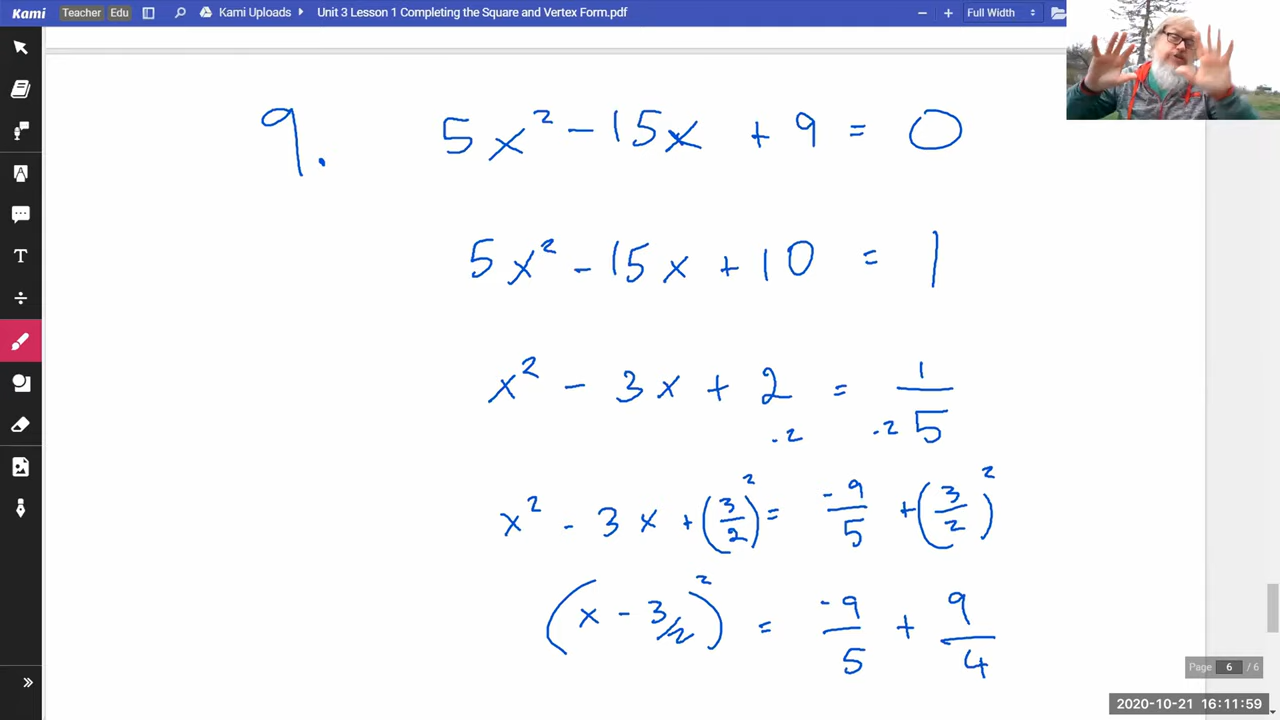 Kami Teacher Edu Kami Uploads > Unit 3 Lesson 1 Completing the Square and Vertex Form.pdf − + Full Width
9. 5x² - 15x + 9 = 0
5x² - 15x + 10 = 1
x² - 3x + 2 = 1/5
-2 -2
x² - 3x + (3/2)² = -9/5 + (3/2)²
(x - 3/2)² = -9/5 + 9/4
Page 6 / 6
2020-10-21 16:11:59